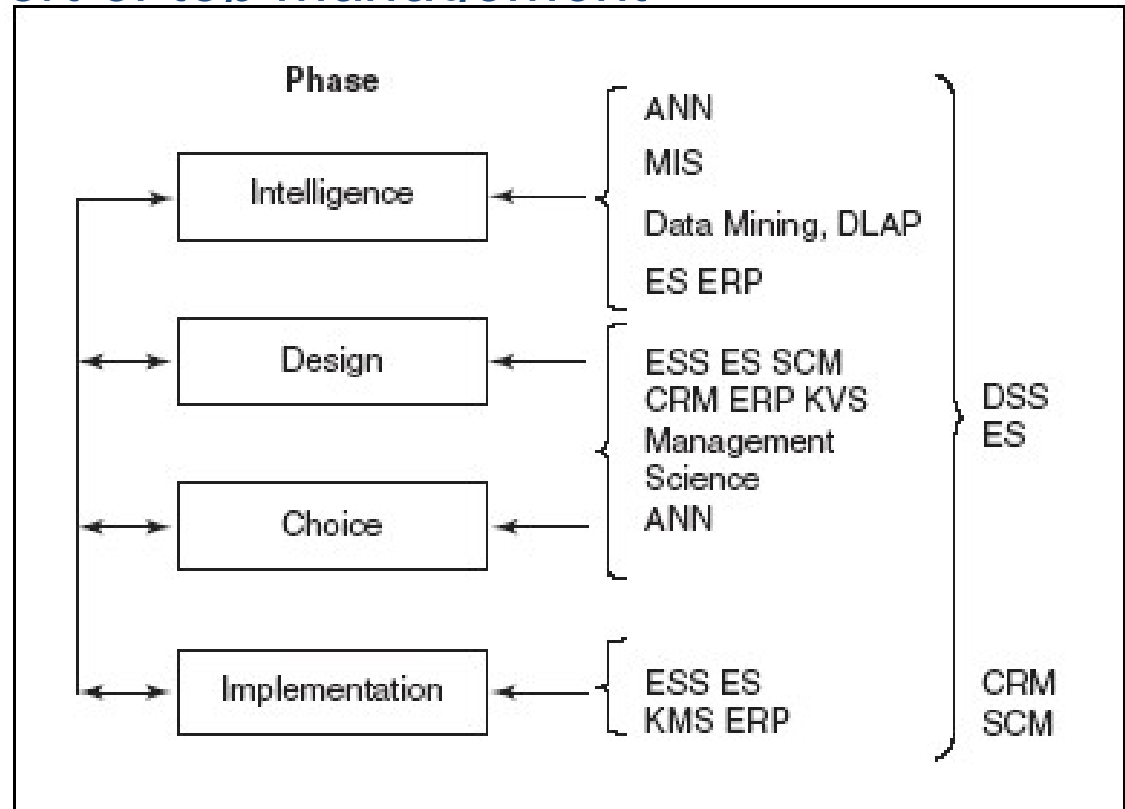 Phase
Intelligence
ANN
MIS
Data Mining, DLAP
ES ERP
Design
ESS ES SCM
CRM ERP KVS
Management
Science
ANN
Choice
Implementation
ESS ES
KMS ERP
DSS
ES
CRM
SCM